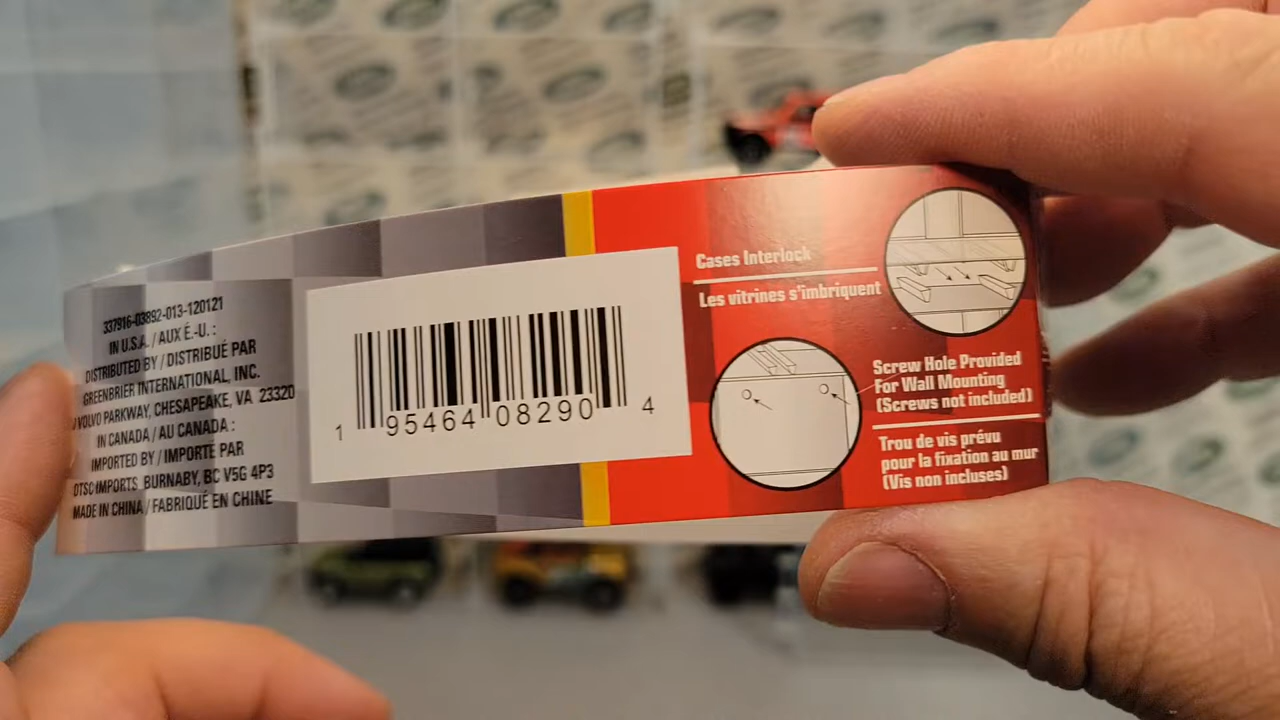 337916-03892-013-120121
IN U.S.A. / AUX É.-U. :
DISTRIBUTED BY / DISTRIBUÉ PAR
GREENBRIER INTERNATIONAL, INC.
VOLVO PARKWAY, CHESAPEAKE, VA 23320
IN CANADA / AU CANADA :
IMPORTED BY / IMPORTÉ PAR
DTSC IMPORTS BURNABY, BC V5G 4P3
MADE IN CHINA / FABRIQUÉ EN CHINE
1 95464 08290 4
Cases Interlock
Les vitrines s'imbriquent
Screw Hole Provided
For Wall Mounting
(Screws not included)
Trou de vis prévu
pour la fixation au mur
(Vis non incluses)